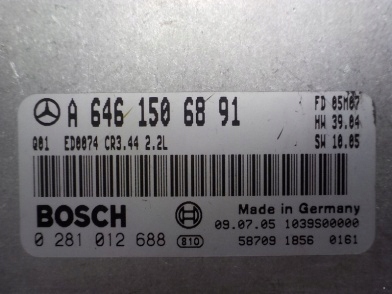 A 646 150 68 91
FD 05M07
HW 39.04
Q01 ED0074 CR3.44 2.2L
SW 10.05
BOSCH
Made in Germany
09.07.05 1039S00000
0 281 012 688 810
58709 1856 0161